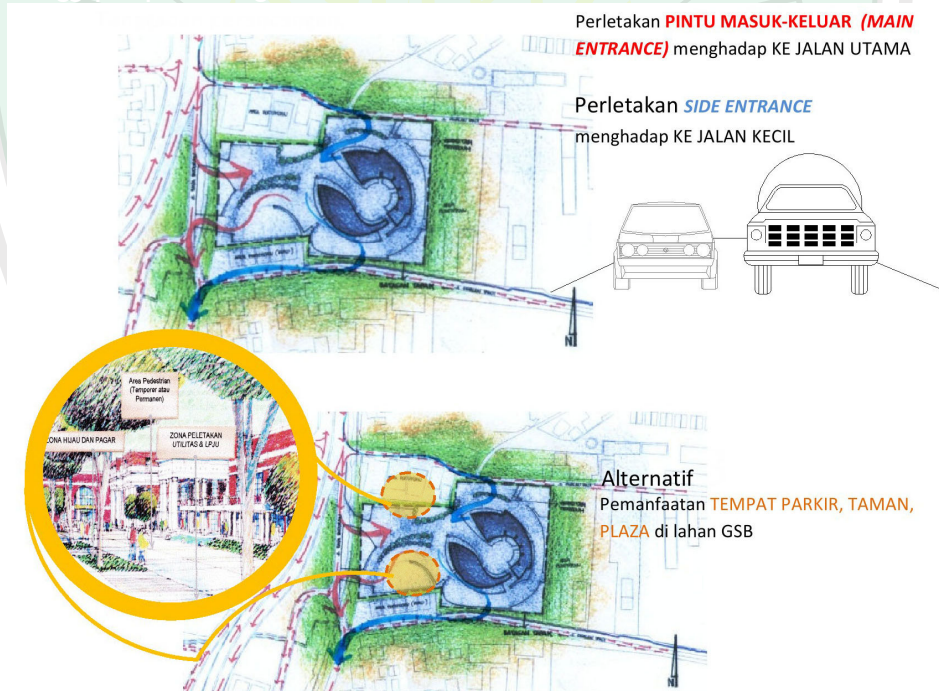 Perletakan PINTU MASUK-KELUAR (MAIN
ENTRANCE) menghadap KE JALAN UTAMA
Perletakan SIDE ENTRANCE
menghadap KE JALAN KECIL
N
Area Pedestrian
(Temporer atau
Permanen)
ZONA HIJAU DAN PAGAR
ZONA PELETAKAN
UTILITAS & LPJU
Alternatif
Pemanfaatan TEMPAT PARKIR, TAMAN,
PLAZA di lahan GSB
N